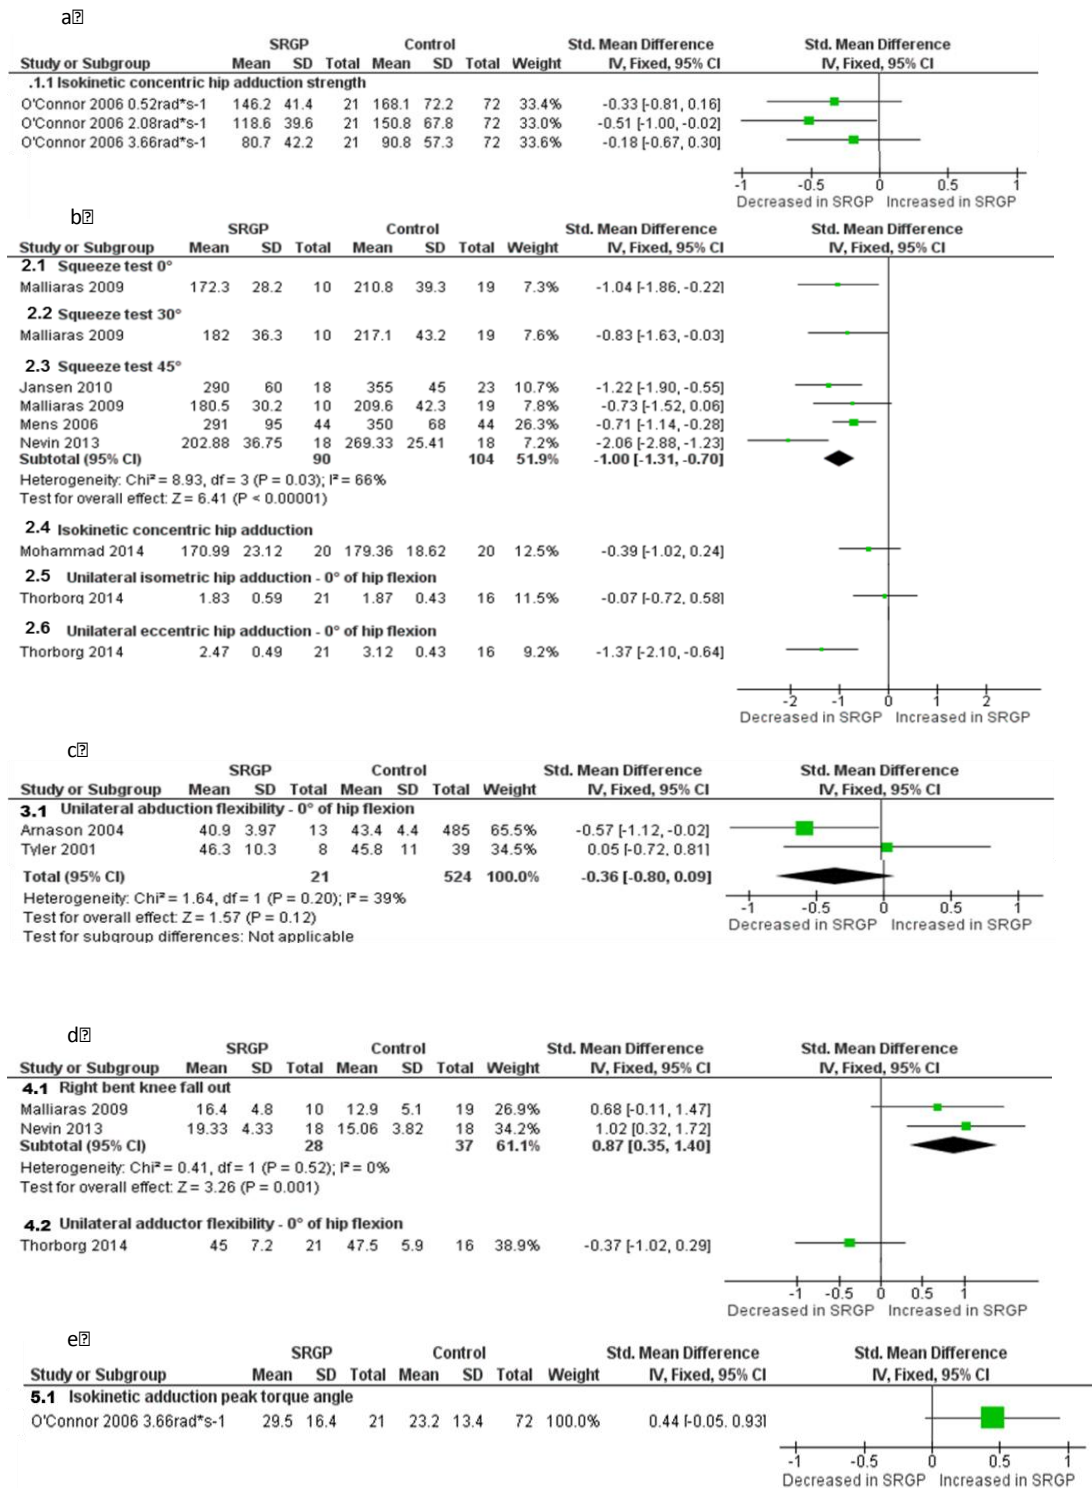 a
SRGP Control Std. Mean Difference Std. Mean Difference
Study or Subgroup Mean SD Total Mean SD Total Weight IV, Fixed, 95% CI IV, Fixed, 95% CI
.1.1 Isokinetic concentric hip adduction strength
O'Connor 2006 0.52rad*s-1 146.2 41.4 21 168.1 72.2 72 33.4% -0.33 [-0.81, 0.16]
O'Connor 2006 2.08rad*s-1 118.6 39.6 21 150.8 67.8 72 33.0% -0.51 [-1.00, -0.02]
O'Connor 2006 3.66rad*s-1 80.7 42.2 21 90.8 57.3 72 33.6% -0.18 [-0.67, 0.30]
-1 -0.5 0 0.5 1
Decreased in SRGP Increased in SRGP
b
SRGP Control Std. Mean Difference Std. Mean Difference
Study or Subgroup Mean SD Total Mean SD Total Weight IV, Fixed, 95% CI IV, Fixed, 95% CI
2.1 Squeeze test 0°
Malliaras 2009 172.3 28.2 10 210.8 39.3 19 7.3% -1.04 [-1.86, -0.22]
2.2 Squeeze test 30°
Malliaras 2009 182 36.3 10 217.1 43.2 19 7.6% -0.83 [-1.63, -0.03]
2.3 Squeeze test 45°
Jansen 2010 290 60 18 355 45 23 10.7% -1.22 [-1.90, -0.55]
Malliaras 2009 180.5 30.2 10 209.6 42.3 19 7.8% -0.73 [-1.52, 0.06]
Mens 2006 291 95 44 350 68 44 26.3% -0.71 [-1.14, -0.28]
Nevin 2013 202.88 36.75 18 269.33 25.41 18 7.2% -2.06 [-2.88, -1.23]
Subtotal (95% CI) 90 104 51.9% -1.00 [-1.31, -0.70]
Heterogeneity: Chi² = 8.93, df = 3 (P = 0.03); I² = 66%
Test for overall effect: Z = 6.41 (P < 0.00001)
2.4 Isokinetic concentric hip adduction
Mohammad 2014 170.99 23.12 20 179.36 18.62 20 12.5% -0.39 [-1.02, 0.24]
2.5 Unilateral isometric hip adduction - 0° of hip flexion
Thorborg 2014 1.83 0.59 21 1.87 0.43 16 11.5% -0.07 [-0.72, 0.58]
2.6 Unilateral eccentric hip adduction - 0° of hip flexion
Thorborg 2014 2.47 0.49 21 3.12 0.43 16 9.2% -1.37 [-2.10, -0.64]
-2 -1 0 1 2
Decreased in SRGP Increased in SRGP
c
SRGP Control Std. Mean Difference Std. Mean Difference
Study or Subgroup Mean SD Total Mean SD Total Weight IV, Fixed, 95% CI IV, Fixed, 95% CI
3.1 Unilateral abduction flexibility - 0° of hip flexion
Arnason 2004 40.9 3.97 13 43.4 4.4 485 65.5% -0.57 [-1.12, -0.02]
Tyler 2001 46.3 10.3 8 45.8 11 39 34.5% 0.05 [-0.72, 0.81]
Total (95% CI) 21 524 100.0% -0.36 [-0.80, 0.09]
Heterogeneity: Chi² = 1.64, df = 1 (P = 0.20); I² = 39%
Test for overall effect: Z = 1.57 (P = 0.12)
Test for subgroup differences: Not applicable
-1 -0.5 0 0.5 1
Decreased in SRGP Increased in SRGP
d
SRGP Control Std. Mean Difference Std. Mean Difference
Study or Subgroup Mean SD Total Mean SD Total Weight IV, Fixed, 95% CI IV, Fixed, 95% CI
4.1 Right bent knee fall out
Malliaras 2009 16.4 4.8 10 12.9 5.1 19 26.9% 0.68 [-0.11, 1.47]
Nevin 2013 19.33 4.33 18 15.06 3.82 18 34.2% 1.02 [0.32, 1.72]
Subtotal (95% CI) 28 37 61.1% 0.87 [0.35, 1.40]
Heterogeneity: Chi² = 0.41, df = 1 (P = 0.52); I² = 0%
Test for overall effect: Z = 3.26 (P = 0.001)
4.2 Unilateral adductor flexibility - 0° of hip flexion
Thorborg 2014 45 7.2 21 47.5 5.9 16 38.9% -0.37 [-1.02, 0.29]
-1 -0.5 0 0.5 1
Decreased in SRGP Increased in SRGP
e
SRGP Control Std. Mean Difference Std. Mean Difference
Study or Subgroup Mean SD Total Mean SD Total Weight IV, Fixed, 95% CI IV, Fixed, 95% CI
5.1 Isokinetic adduction peak torque angle
O'Connor 2006 3.66rad*s-1 29.5 16.4 21 23.2 13.4 72 100.0% 0.44 [-0.05, 0.93]
-1 -0.5 0 0.5 1
Decreased in SRGP Increased in SRGP